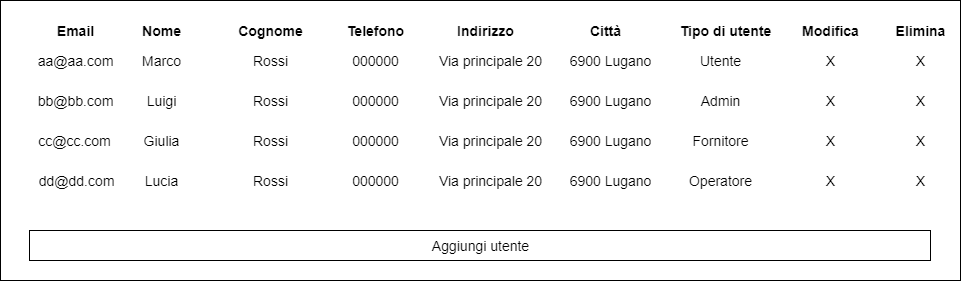 Email Nome Cognome Telefono Indirizzo Città Tipo di utente Modifica Elimina
aa@aa.com Marco Rossi 000000 Via principale 20 6900 Lugano Utente X X
bb@bb.com Luigi Rossi 000000 Via principale 20 6900 Lugano Admin X X
cc@cc.com Giulia Rossi 000000 Via principale 20 6900 Lugano Fornitore X X
dd@dd.com Lucia Rossi 000000 Via principale 20 6900 Lugano Operatore X X
Aggiungi utente